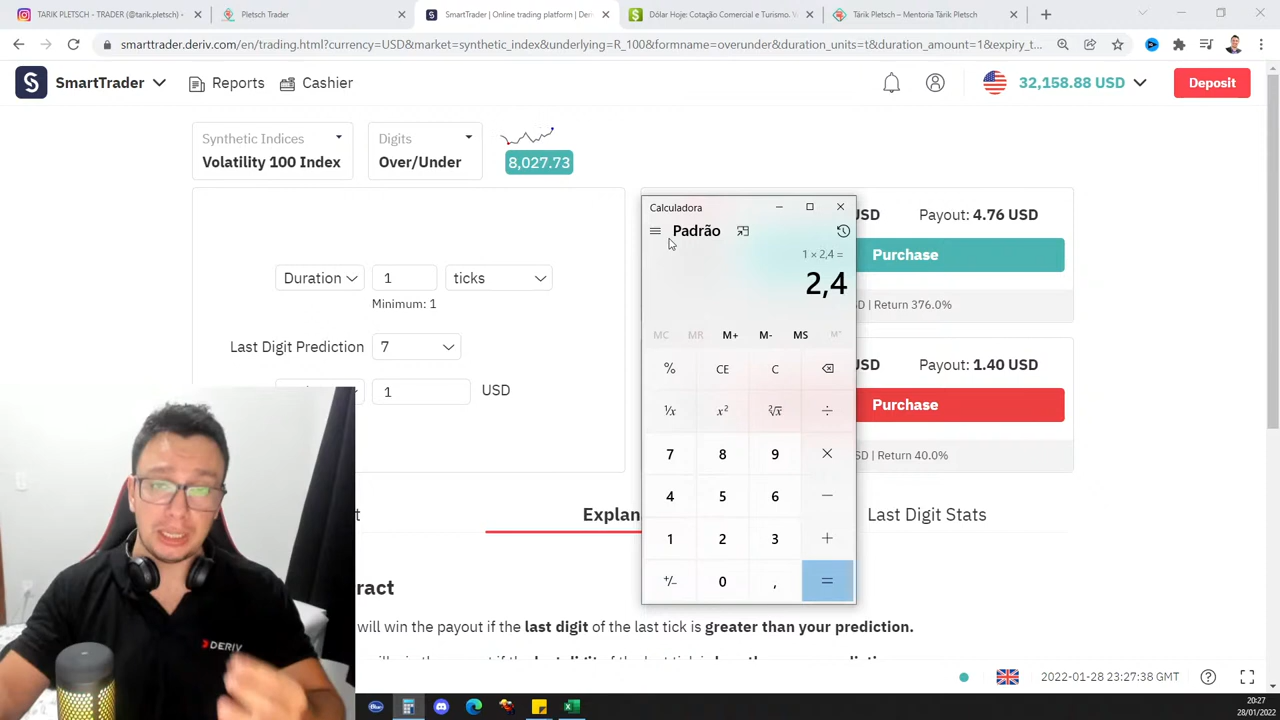 TARIK PLETSCH - TRADER (@tarik.pletsch) •
Pletsch Trader
SmartTrader | Online trading platform | Deri
Dólar Hoje: Cotação Comercial e Turismo. V
Tárik Pletsch – Mentoria Tárik Pletsch
smarttrader.deriv.com/en/trading.html?currency=USD&market=synthetic_index&underlying=R_100&formname=overunder&duration_units=t&duration_amount=1&expiry_t...
SmartTrader
Reports
Cashier
32,158.88 USD
Deposit
Synthetic Indices
Volatility 100 Index
Digits
Over/Under
8,027.73
Duration
1
ticks
Minimum: 1
Last Digit Prediction
7
1
USD
Calculadora
Padrão
1 × 2,4 =
2,4
MC MR M+ M- MS M˅
% CE C
¹/x x² ²√x ÷
7 8 9 ×
4 5 6 −
1 2 3 +
+/− 0 , =
SD Payout: 4.76 USD
Purchase
D | Return 376.0%
SD Payout: 1.40 USD
Purchase
SD | Return 40.0%
t
Explan
Last Digit Stats
ract
will win the payout if the last digit of the last tick is greater than your prediction.
DERIV
2022-01-28 23:27:38 GMT
20:27
28/01/2022